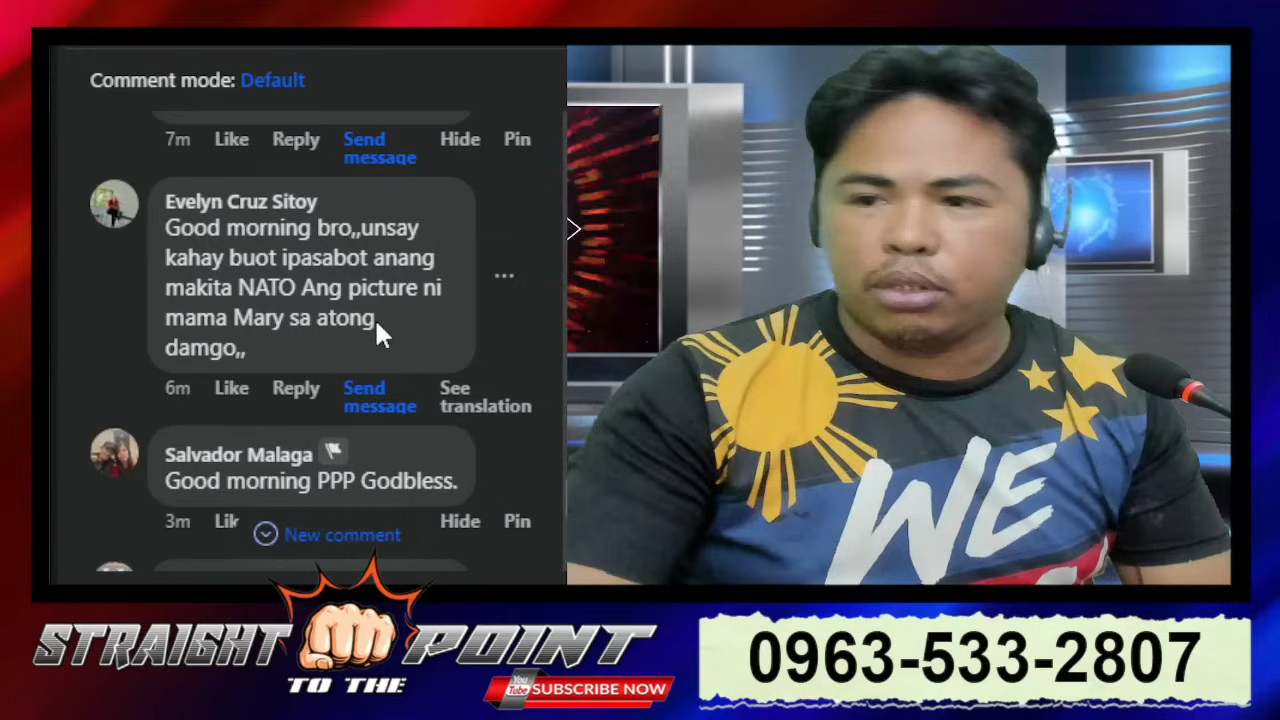 Comment mode: Default
7m Like Reply Send message Hide Pin
Evelyn Cruz Sitoy
Good morning bro,,unsay
kahay buot ipasabot anang
makita NATO Ang picture ni
mama Mary sa atong
damgo,,
6m Like Reply Send message See translation
Salvador Malaga
Good morning PPP Godbless.
3m Lik Hide Pin
New comment
WE
STRAIGHT POINT
TO THE
You Tube SUBSCRIBE NOW
0963-533-2807